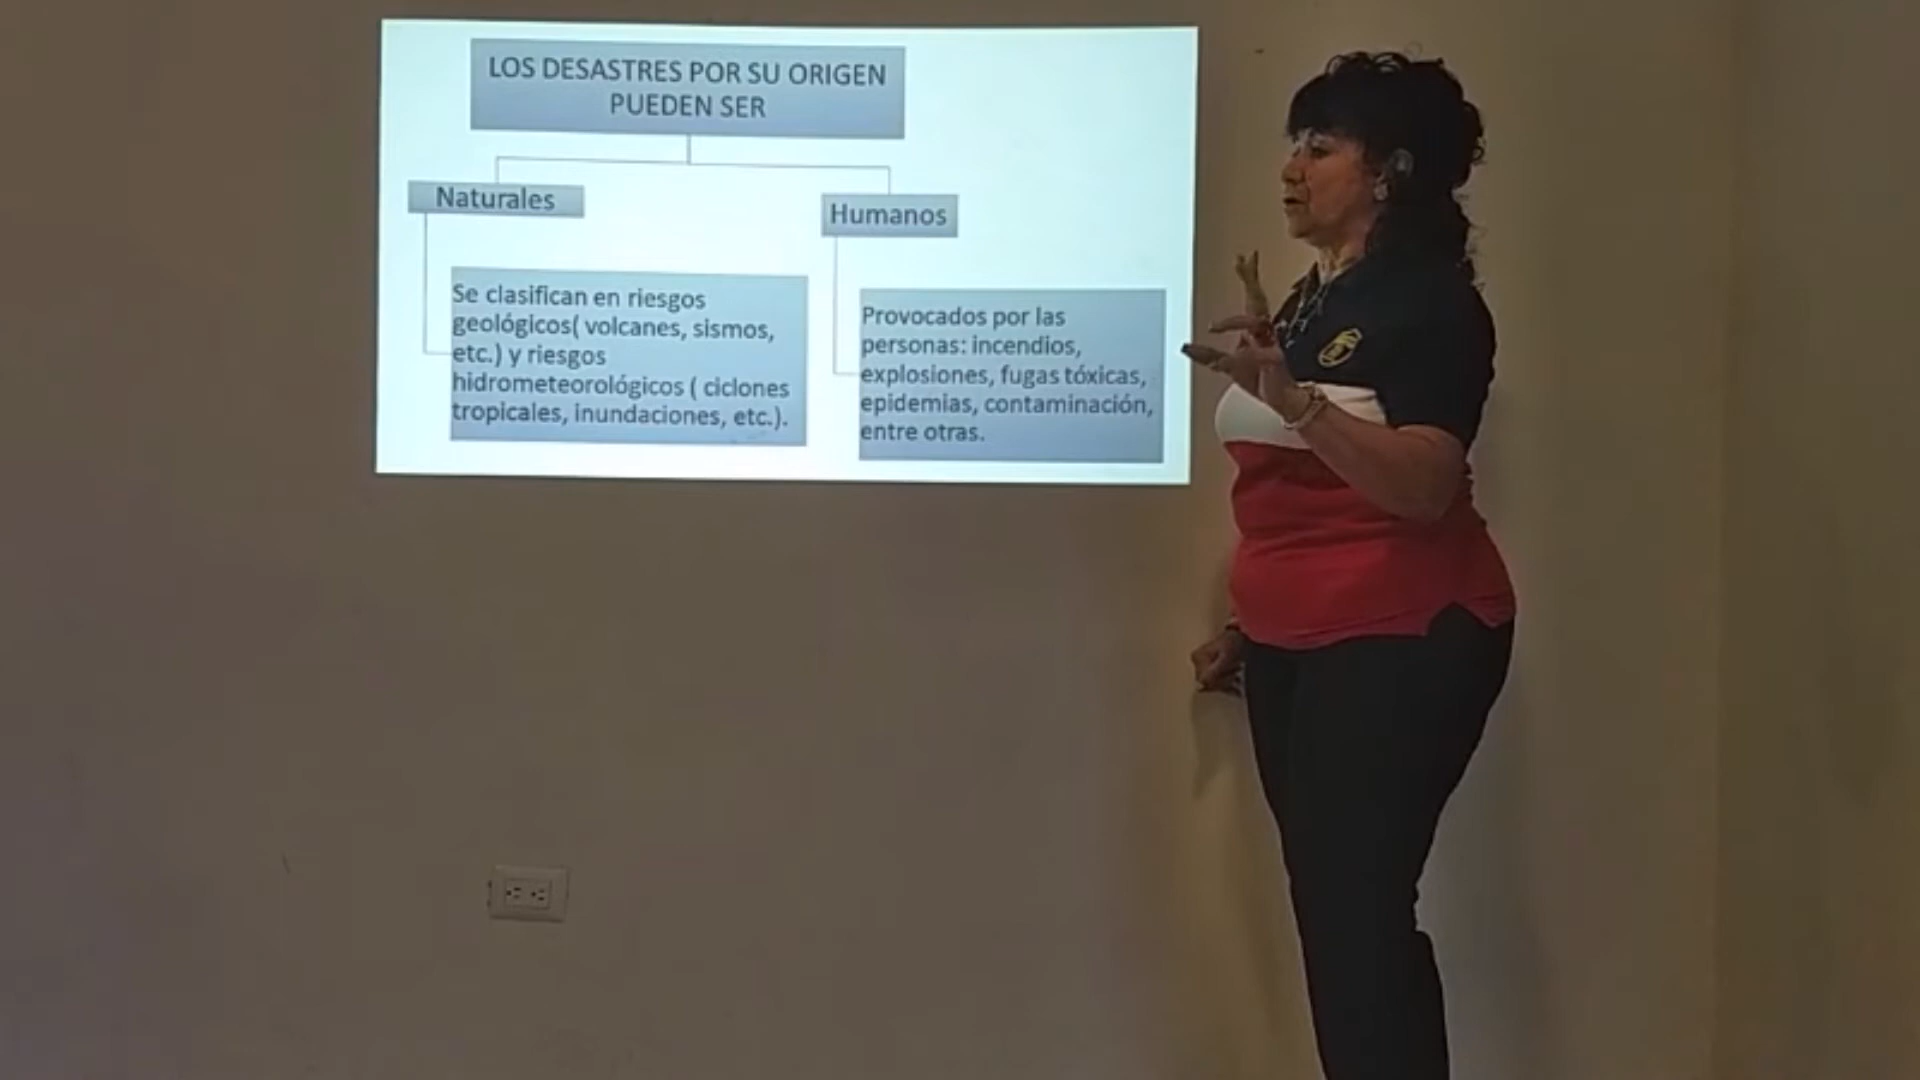 LOS DESASTRES POR SU ORIGEN
PUEDEN SER
Naturales
Humanos
Se clasifican en riesgos
geológicos( volcanes, sismos,
etc.) y riesgos
hidrometeorológicos ( ciclones
tropicales, inundaciones, etc.).
Provocados por las
personas: incendios,
explosiones, fugas tóxicas,
epidemias, contaminación,
entre otras.